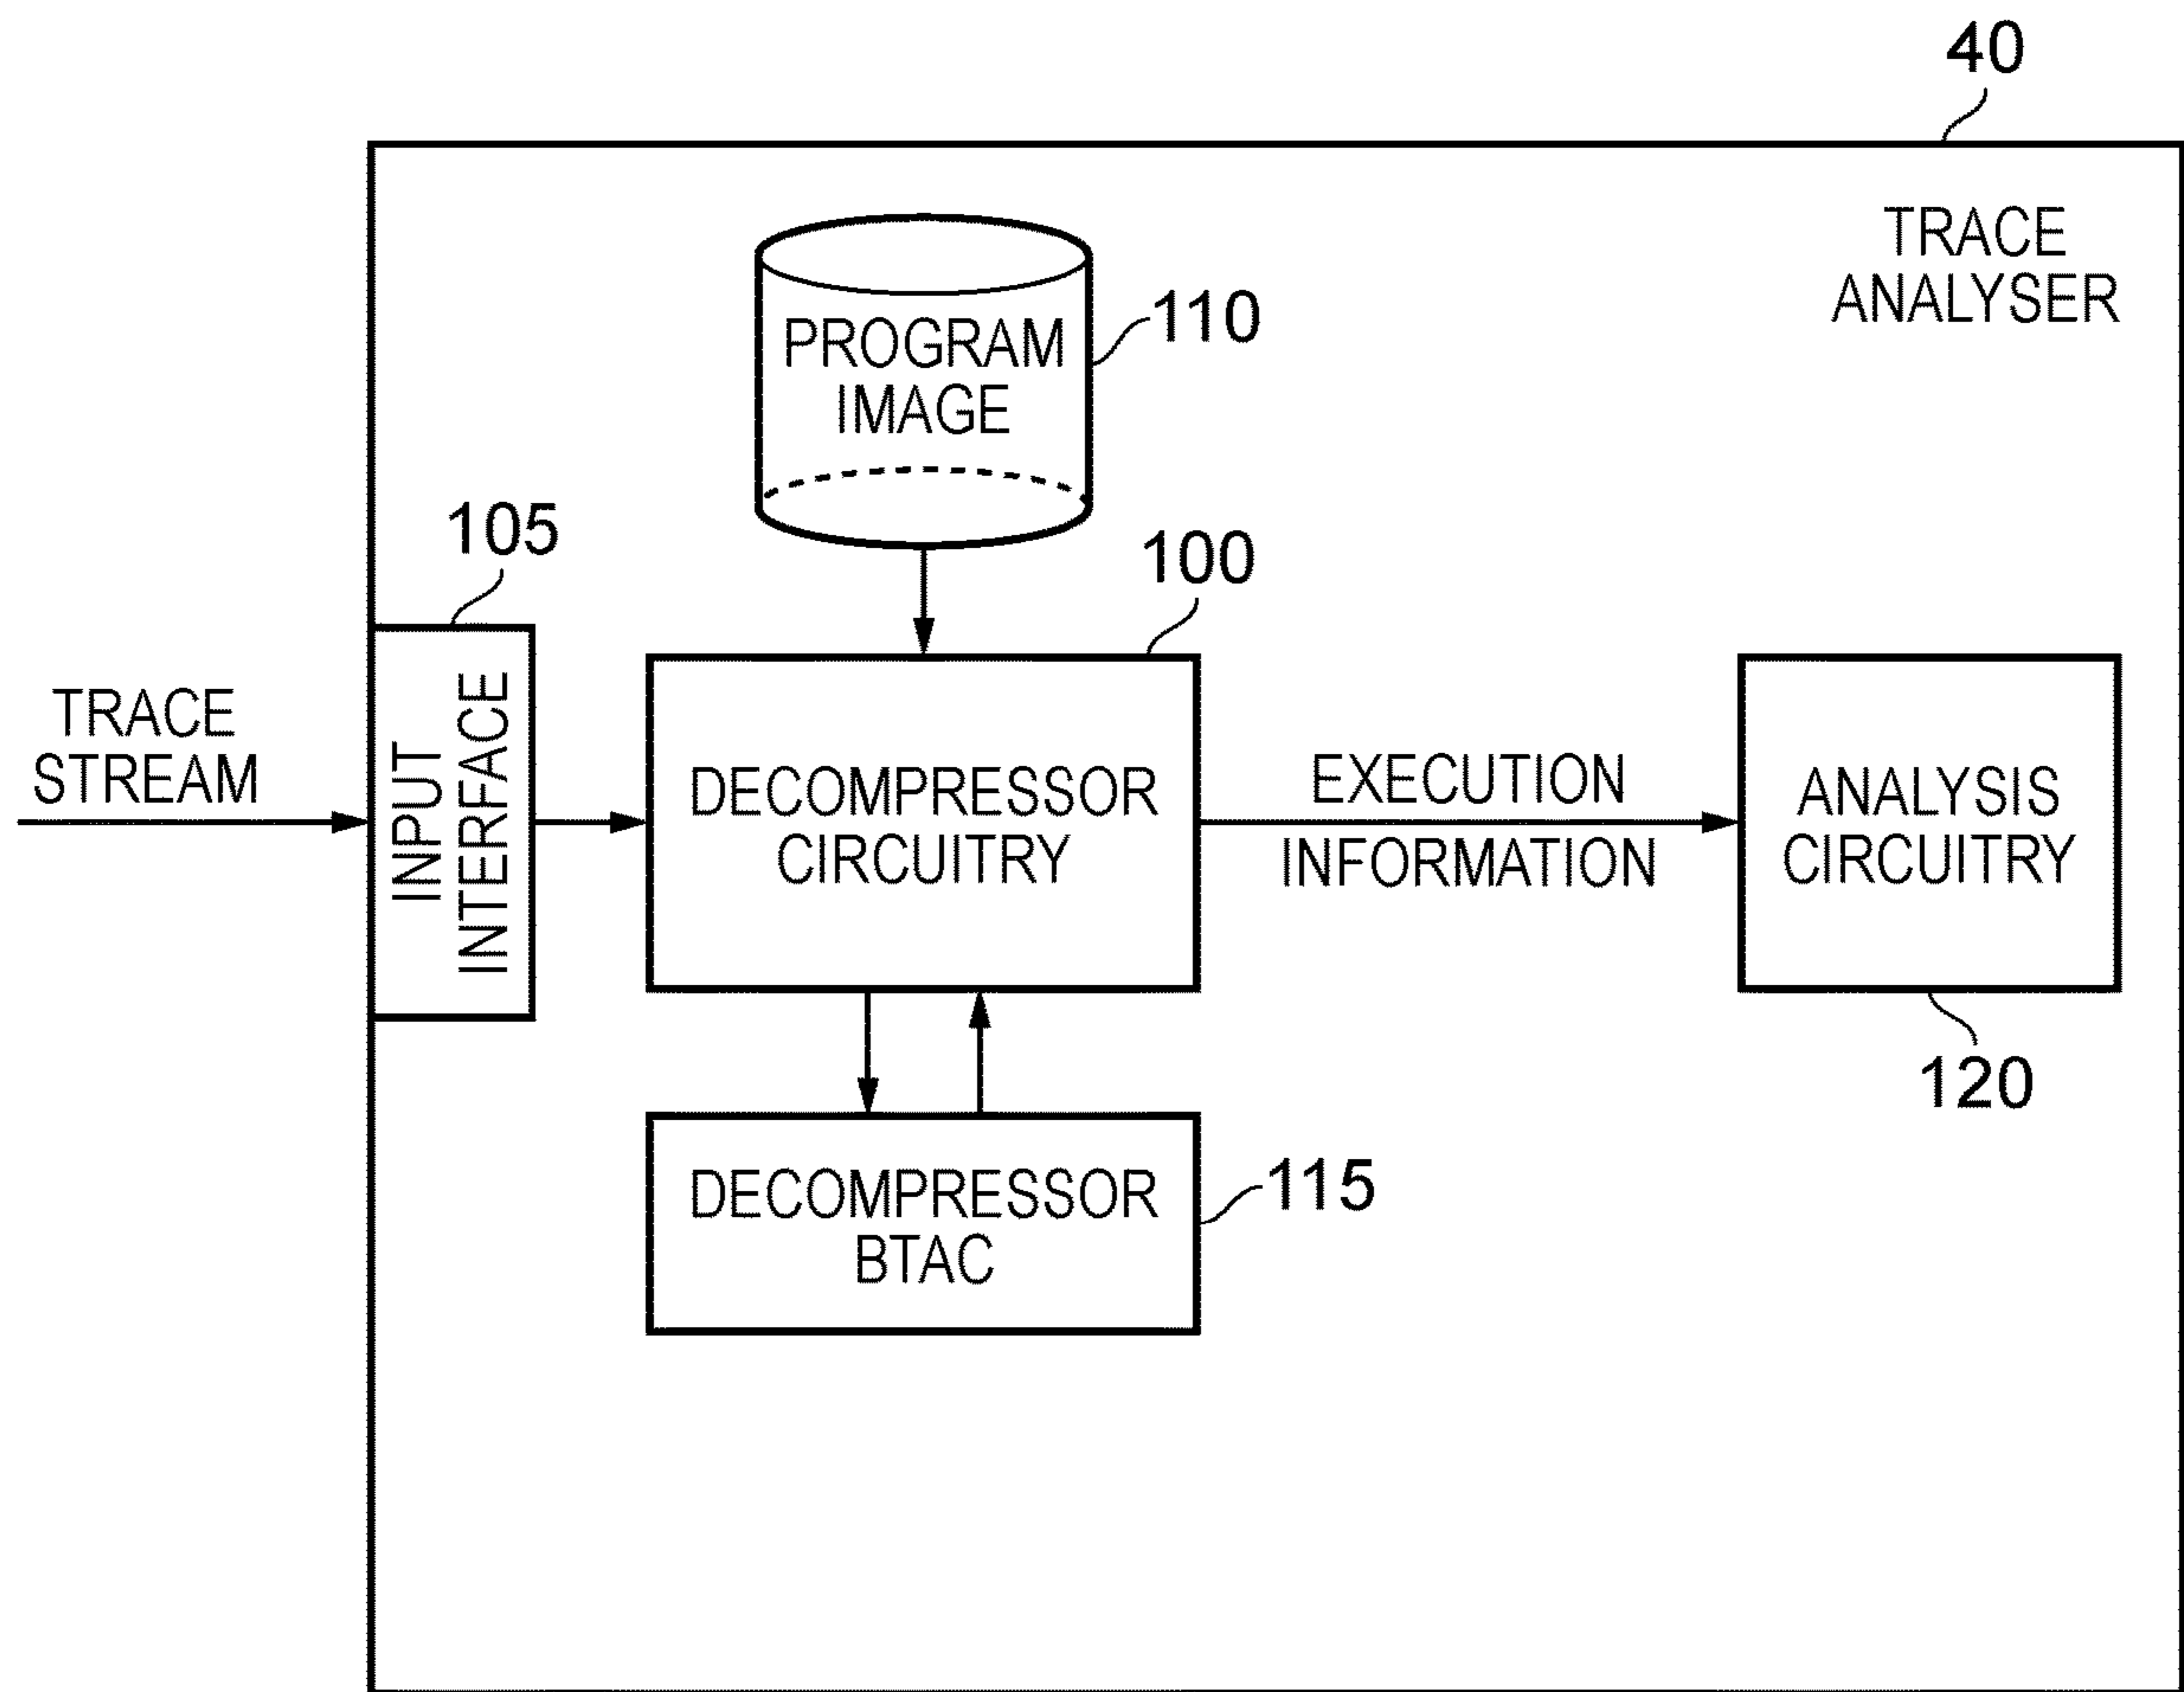 40
TRACE
ANALYSER
PROGRAM
IMAGE
110
105
100
TRACE
STREAM
INPUT
INTERFACE
DECOMPRESSOR
CIRCUITRY
EXECUTION
INFORMATION
ANALYSIS
CIRCUITRY
120
DECOMPRESSOR
BTAC
115